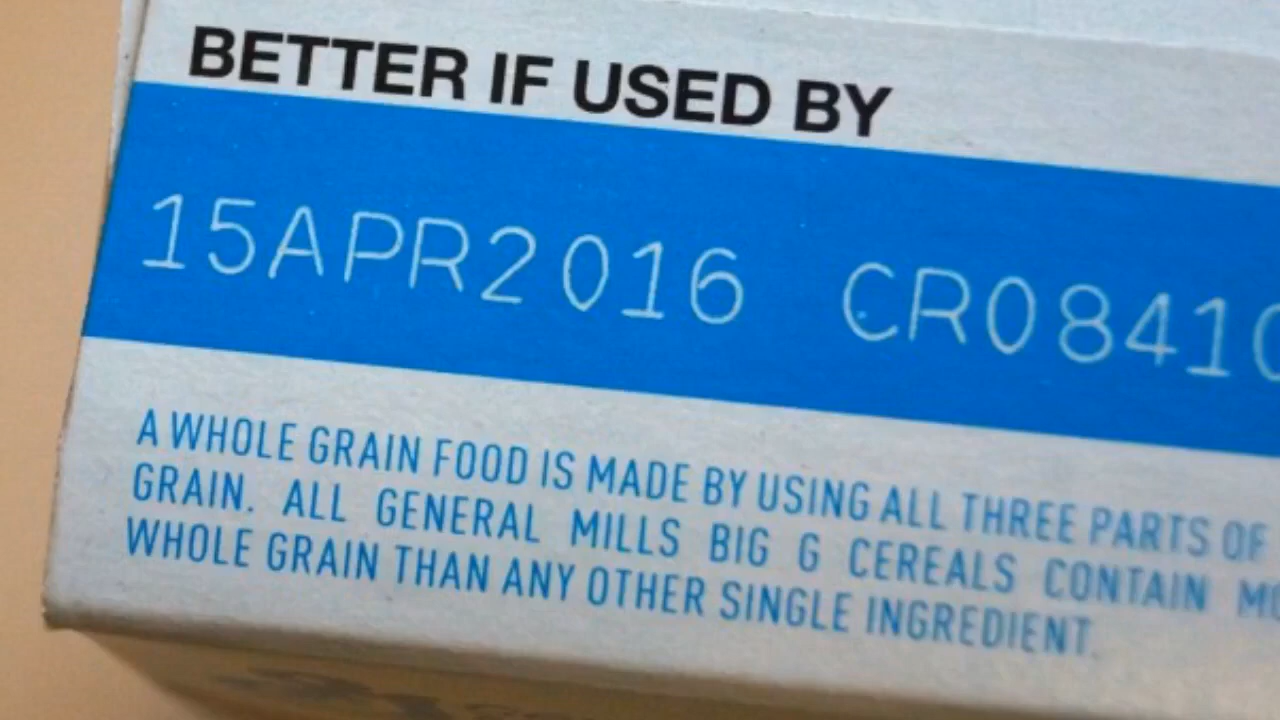 BETTER IF USED BY
15APR2016 CR0841
A WHOLE GRAIN FOOD IS MADE BY USING ALL THREE PARTS OF
GRAIN. ALL GENERAL MILLS BIG G CEREALS CONTAIN
WHOLE GRAIN THAN ANY OTHER SINGLE INGREDIENT.